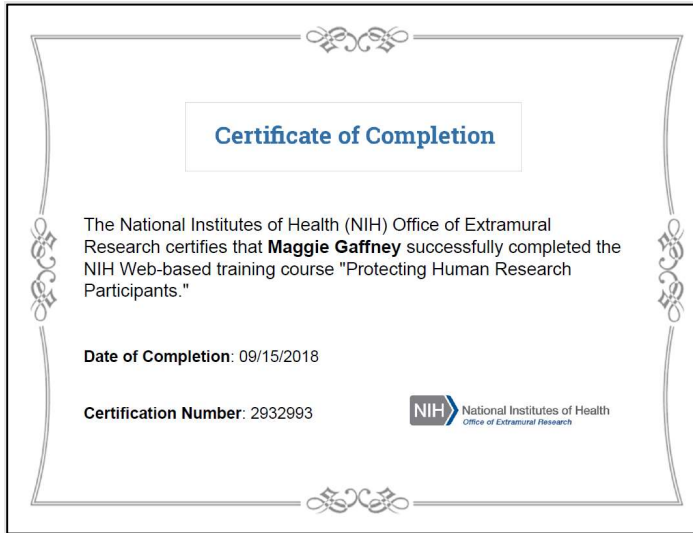 Certificate of Completion
The National Institutes of Health (NIH) Office of Extramural
Research certifies that Maggie Gaffney successfully completed the
NIH Web-based training course "Protecting Human Research
Participants."
Date of Completion: 09/15/2018
Certification Number: 2932993
NIH National Institutes of Health
Office of Extramural Research